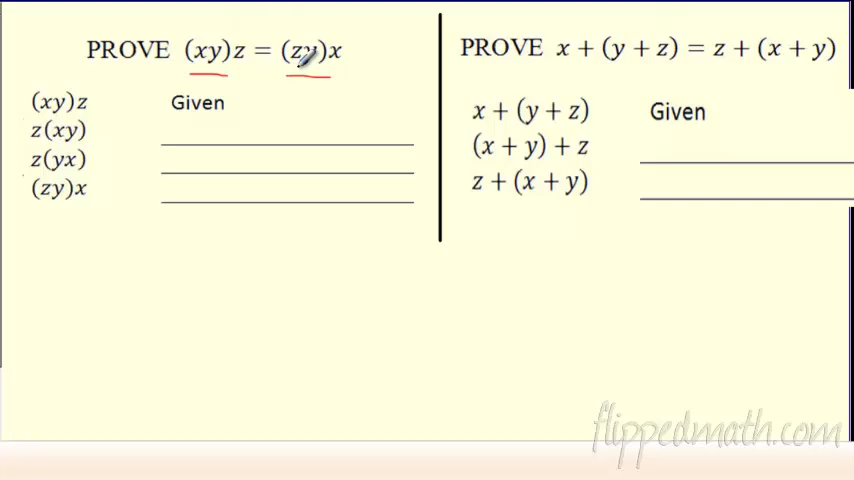 PROVE (xy)z = (zy)x
(xy)z Given
z(xy)
z(yx)
(zy)x
PROVE x + (y + z) = z + (x + y)
x + (y + z) Given
(x + y) + z
z + (x + y)
flippedmath.com